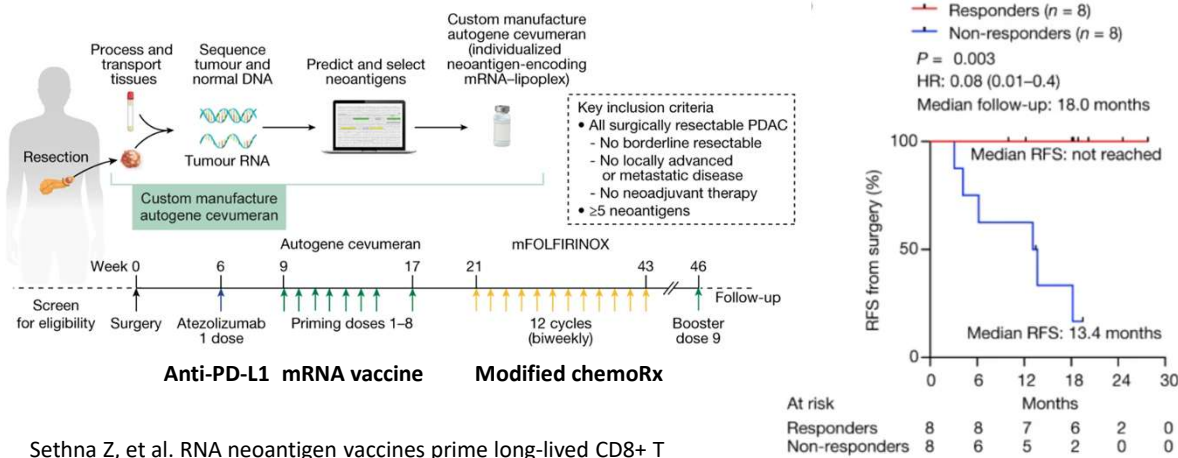 Process and
transport
tissues
Sequence
tumour and
normal DNA
Predict and select
neoantigens
Custom manufacture
autogene cevumeran
(individualized
neoantigen-encoding
mRNA–lipoplex)
Resection
Tumour RNA
Custom manufacture
autogene cevumeran
Key inclusion criteria
• All surgically resectable PDAC
- No borderline resectable
- No locally advanced
or metastatic disease
- No neoadjuvant therapy
• ≥5 neoantigens
Autogene cevumeran
mFOLFIRINOX
Week 0 6 9 17 21 43 46
Follow-up
Screen
for eligibility
Surgery
Atezolizumab
1 dose
Priming doses 1–8
12 cycles
(biweekly)
Booster
dose 9
Anti-PD-L1 mRNA vaccine Modified chemoRx
Sethna Z, et al. RNA neoantigen vaccines prime long-lived CD8+ T
Responders (n = 8)
Non-responders (n = 8)
P = 0.003
HR: 0.08 (0.01–0.4)
Median follow-up: 18.0 months
RFS from surgery (%)
100
50
0
Median RFS: not reached
Median RFS: 13.4 months
0 6 12 18 24 30
Months
At risk
Responders 8 8 7 6 2 0
Non-responders 8 6 5 2 0 0